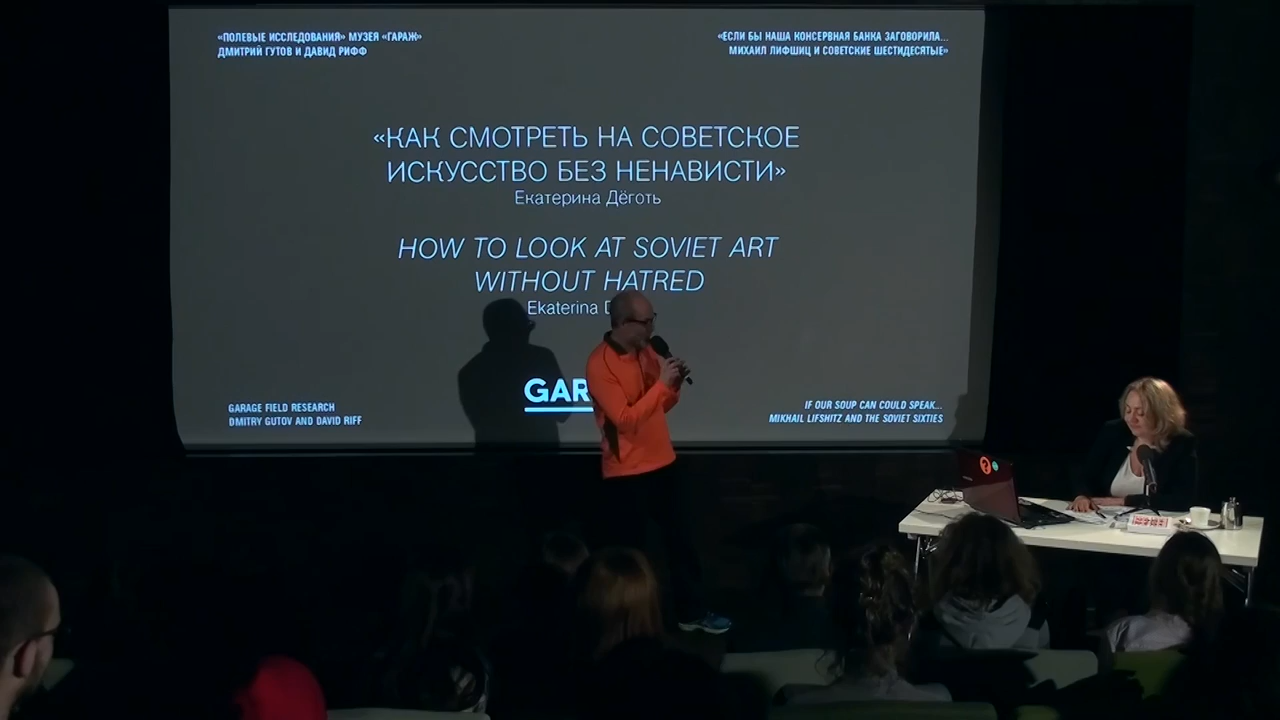 «ПОЛЕВЫЕ ИССЛЕДОВАНИЯ» МУЗЕЯ «ГАРАЖ»
ДМИТРИЙ ГУТОВ И ДАВИД РИФФ
«ЕСЛИ БЫ НАША КОНСЕРВНАЯ БАНКА ЗАГОВОРИЛА...
МИХАИЛ ЛИФШИЦ И СОВЕТСКИЕ ШЕСТИДЕСЯТЫЕ»
«КАК СМОТРЕТЬ НА СОВЕТСКОЕ
ИСКУССТВО БЕЗ НЕНАВИСТИ»
Екатерина Дёготь
HOW TO LOOK AT SOVIET ART
WITHOUT HATRED
Ekaterina
GAR
GARAGE FIELD RESEARCH
DMITRY GUTOV AND DAVID RIFF
IF OUR SOUP CAN COULD SPEAK...
MIKHAIL LIFSHITZ AND THE SOVIET SIXTIES